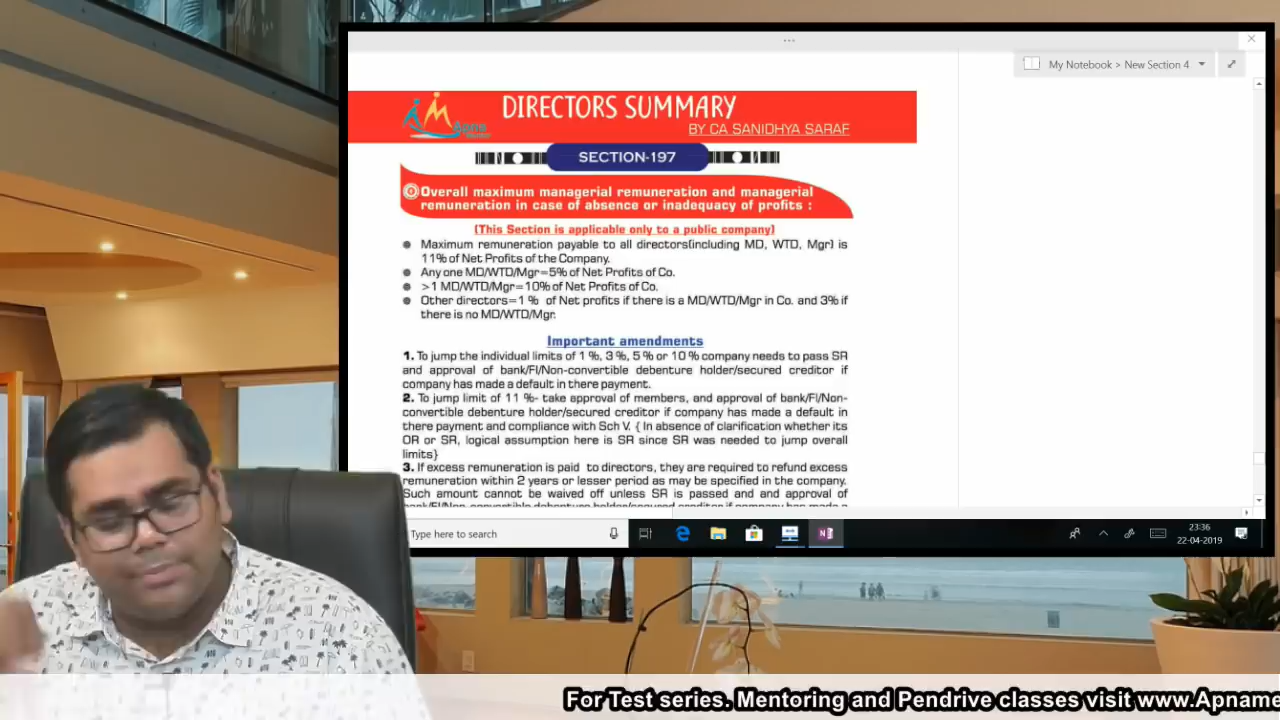 My Notebook > New Section 4
DIRECTORS SUMMARY
BY CA SANIDHYA SARAF
Apna
SECTION-197
Overall maximum managerial remuneration and managerial
remuneration in case of absence or inadequacy of profits :
(This Section is applicable only to a public company)
Maximum remuneration payable to all directors(including MD, WTD, Mgr) is
11% of Net Profits of the Company.
Any one MD/WTD/Mgr=5% of Net Profits of Co.
>1 MD/WTD/Mgr=10% of Net Profits of Co.
Other directors=1 % of Net profits if there is a MD/WTD/Mgr in Co. and 3% if
there is no MD/WTD/Mgr.
Important amendments
1. To jump the individual limits of 1 %, 3 %, 5 % or 10 % company needs to pass SR
and approval of bank/FI/Non-convertible debenture holder/secured creditor if
company has made a default in there payment.
2. To jump limit of 11 %- take approval of members, and approval of bank/FI/Non-
convertible debenture holder/secured creditor if company has made a default in
there payment and compliance with Sch V. { In absence of clarification whether its
OR or SR, logical assumption here is SR since SR was needed to jump overall
limits}
3. If excess remuneration is paid to directors, they are required to refund excess
remuneration within 2 years or lesser period as may be specified in the company.
Such amount cannot be waived off unless SR is passed and and approval of
bank/FI/Non-convertible debenture holder/secured creditor if company has made a
Type here to search
23:36
22-04-2019
For Test series. Mentoring and Pendrive classes visit www.Apname